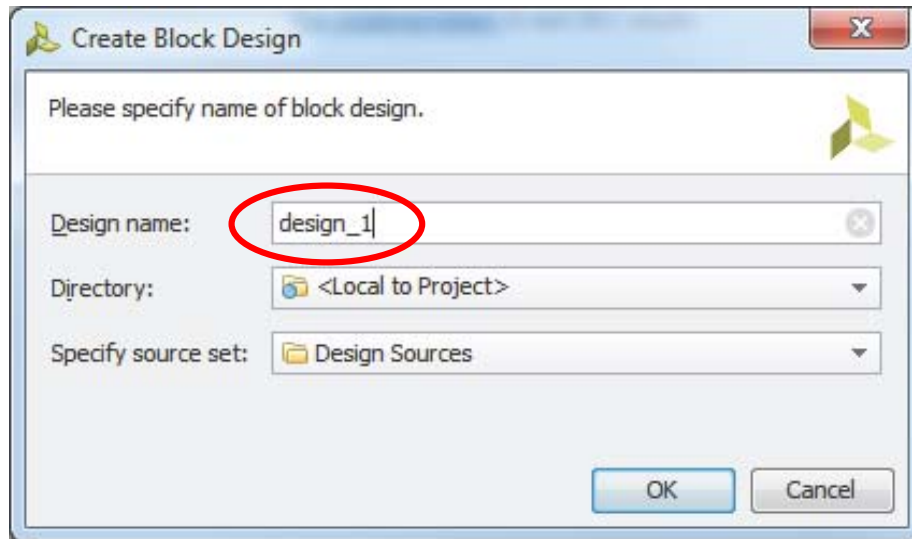 Create Block Design
Please specify name of block design.
Design name: design_1
Directory: <Local to Project>
Specify source set: Design Sources
OK Cancel